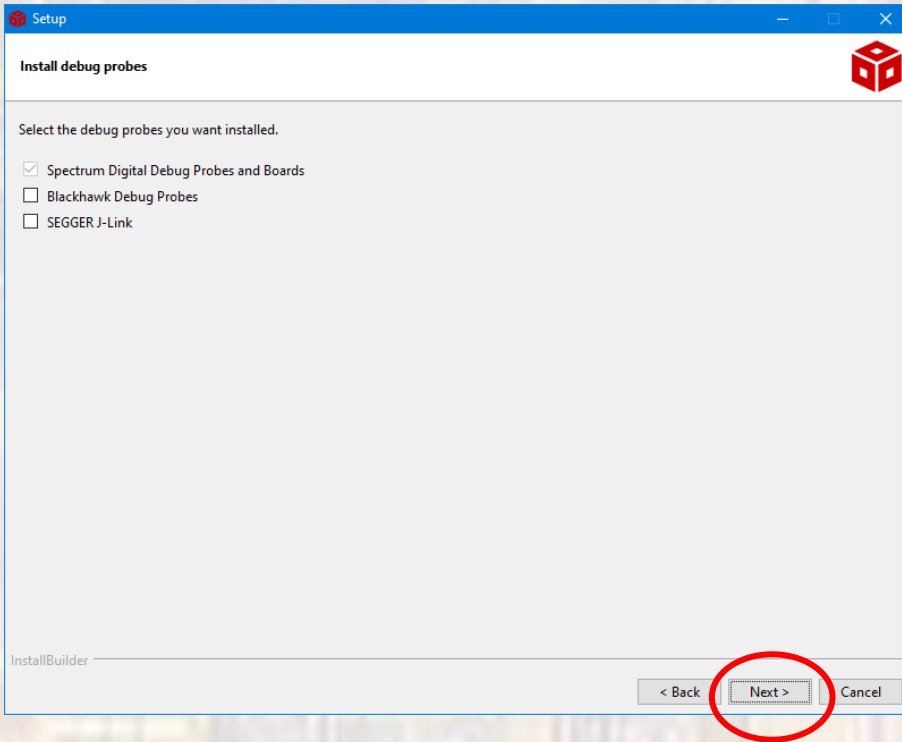 Setup
Install debug probes
Select the debug probes you want installed.
Spectrum Digital Debug Probes and Boards
Blackhawk Debug Probes
SEGGER J-Link
InstallBuilder
< Back Next > Cancel